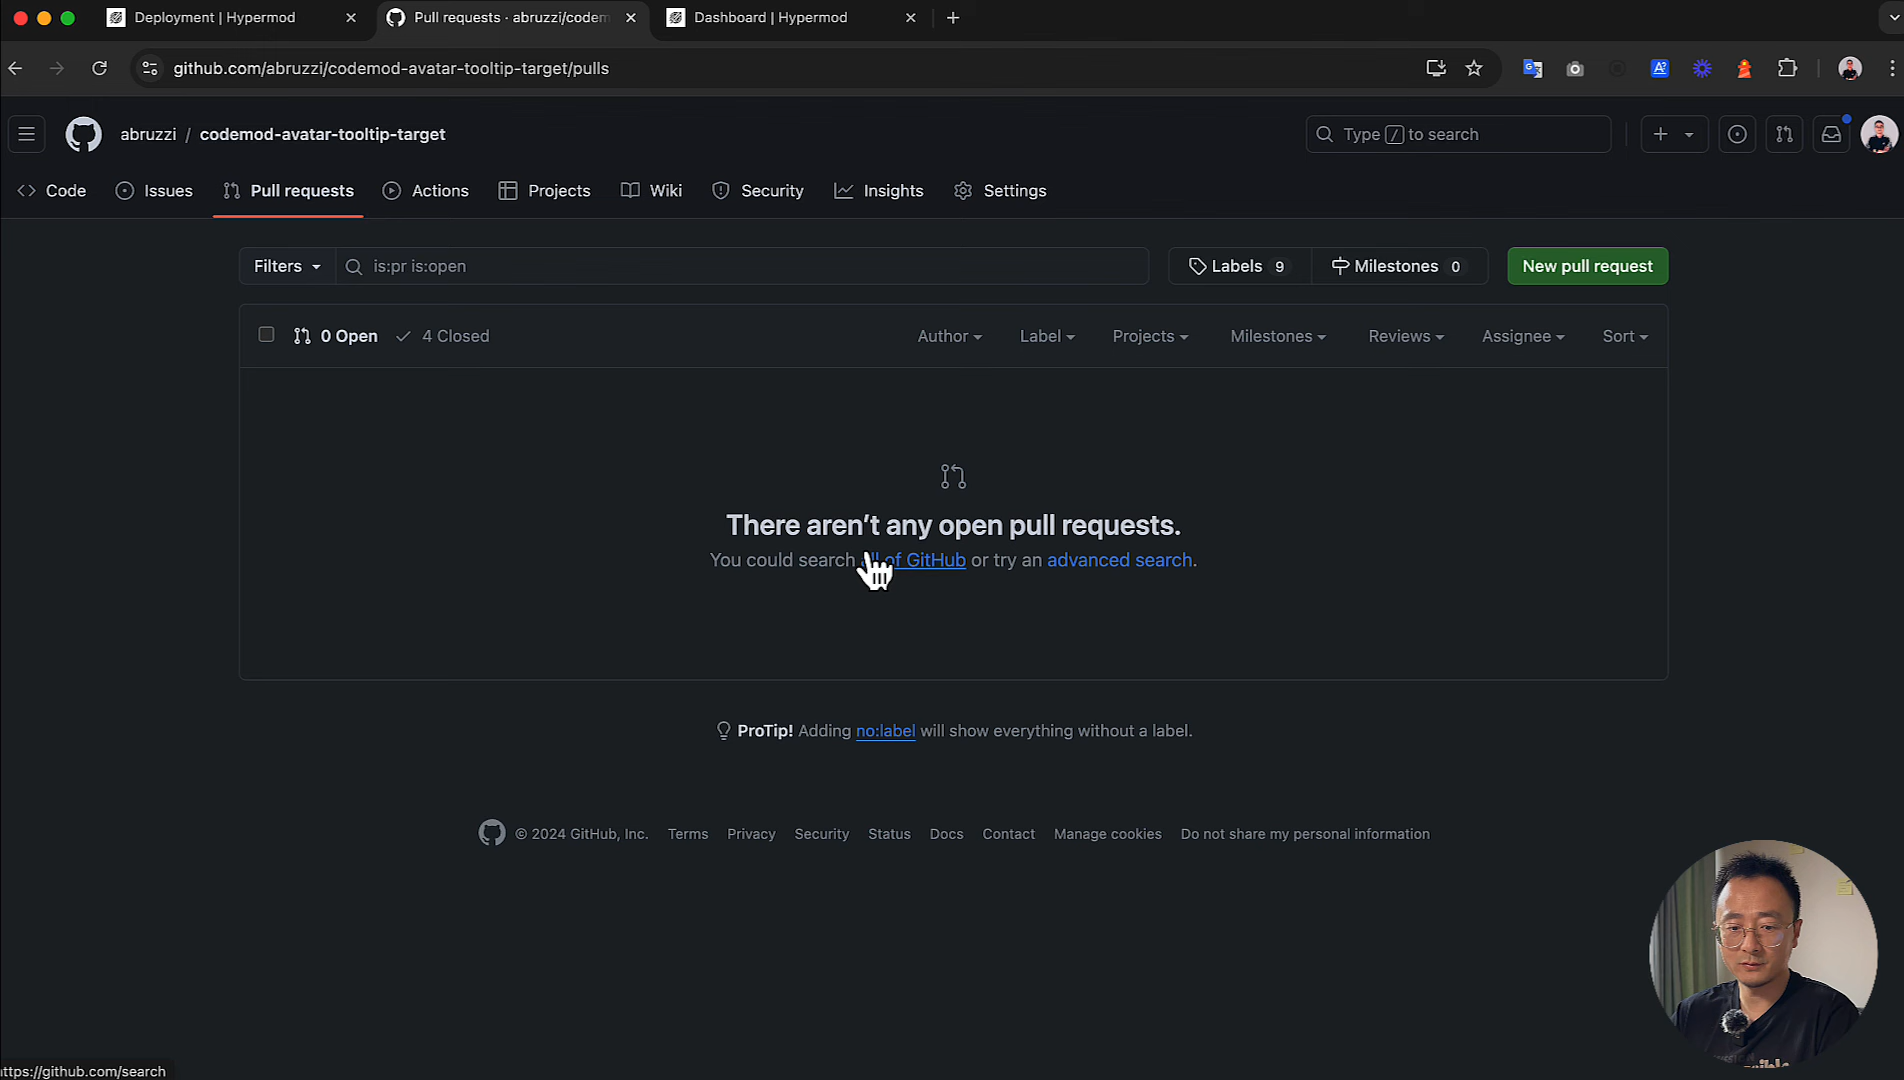 Deployment | Hypermod
Pull requests · abruzzi/codem
Dashboard | Hypermod
github.com/abruzzi/codemod-avatar-tooltip-target/pulls
abruzzi / codemod-avatar-tooltip-target
Type / to search
Code
Issues
Pull requests
Actions
Projects
Wiki
Security
Insights
Settings
Filters
is:pr is:open
Labels 9
Milestones 0
New pull request
0 Open
4 Closed
Author
Label
Projects
Milestones
Reviews
Assignee
Sort
There aren't any open pull requests.
You could search all of GitHub or try an advanced search.
ProTip! Adding no:label will show everything without a label.
© 2024 GitHub, Inc.
Terms
Privacy
Security
Status
Docs
Contact
Manage cookies
Do not share my personal information
ttps://github.com/search